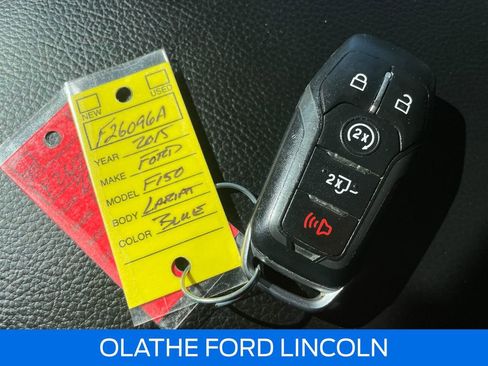 NEW
USED
F26096A
YEAR 2015
MAKE FORD
MODEL F150
BODY LARIAT
COLOR BLUE
2x
2x
OLATHE FORD LINCOLN